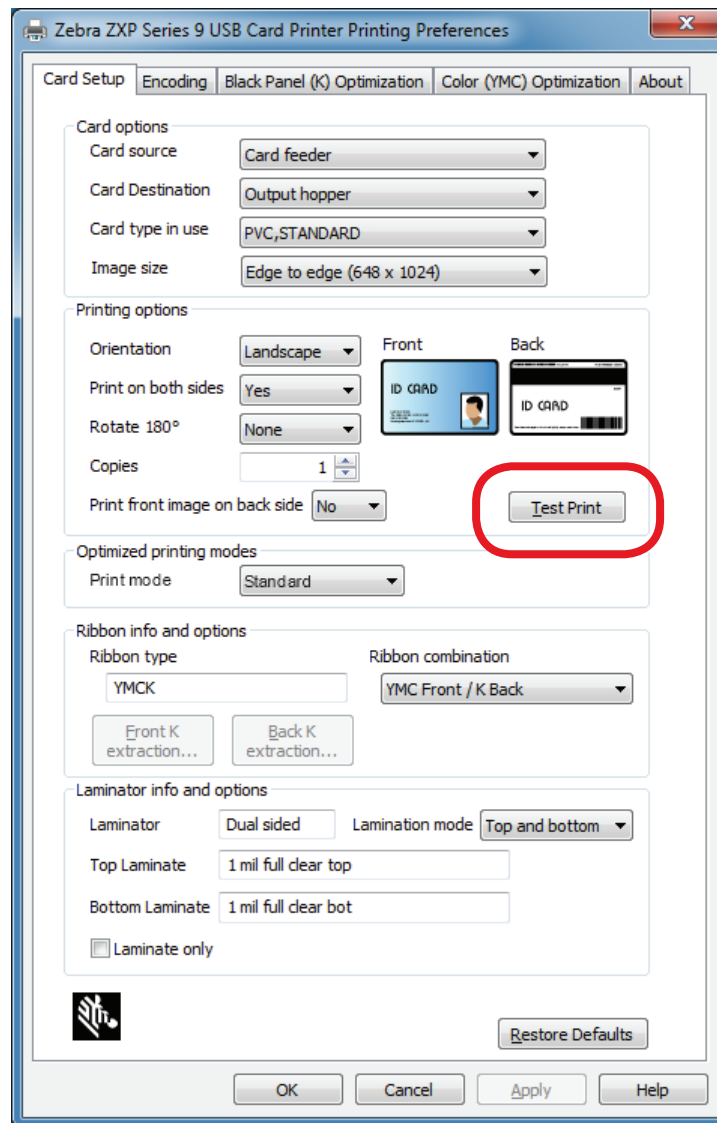 Zebra ZXP Series 9 USB Card Printer Printing Preferences
Card Setup Encoding Black Panel (K) Optimization Color (YMC) Optimization About
Card options
Card source Card feeder
Card Destination Output hopper
Card type in use PVC,STANDARD
Image size Edge to edge (648 x 1024)
Printing options
Orientation Landscape Front Back
Print on both sides Yes
ID CARD
ID CARD
Rotate 180° None
Copies 1
Print front image on back side No Test Print
Optimized printing modes
Print mode Standard
Ribbon info and options
Ribbon type Ribbon combination
YMCK YMC Front / K Back
Front K extraction... Back K extraction...
Laminator info and options
Laminator Dual sided Lamination mode Top and bottom
Top Laminate 1 mil full clear top
Bottom Laminate 1 mil full clear bot
Laminate only
Restore Defaults
OK Cancel Apply Help